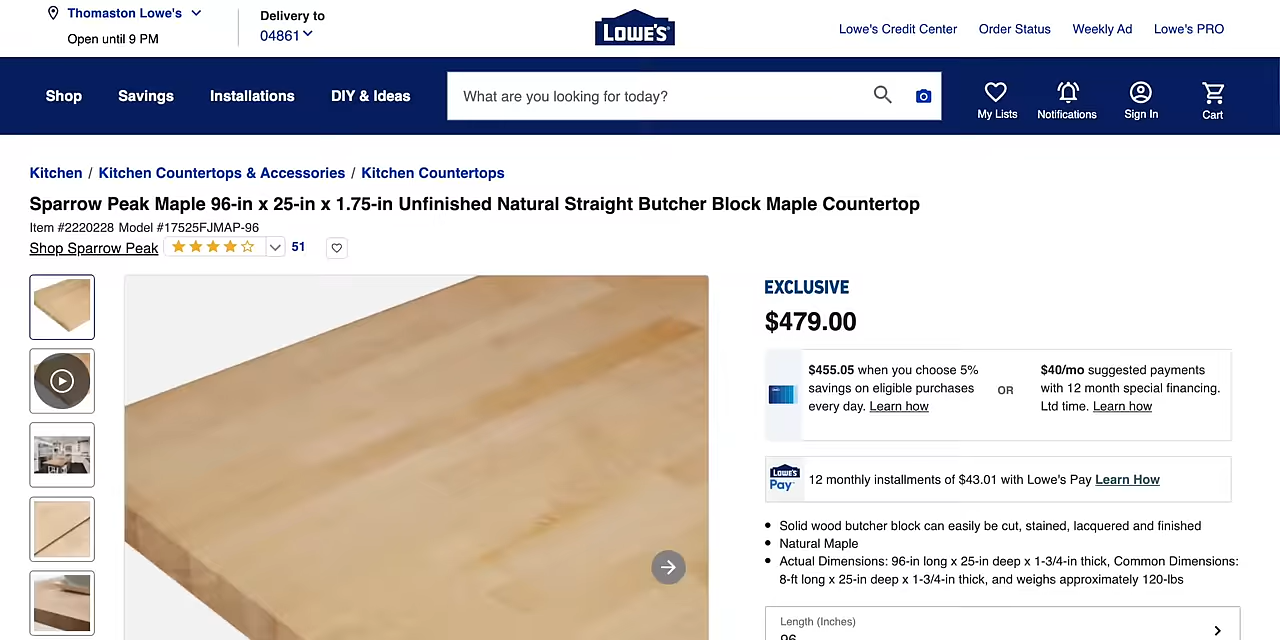 Thomaston Lowe's
Open until 9 PM
Delivery to
04861
LOWE'S
Lowe's Credit Center
Order Status
Weekly Ad
Lowe's PRO
Shop
Savings
Installations
DIY & Ideas
What are you looking for today?
My Lists
Notifications
Sign In
Cart
Kitchen / Kitchen Countertops & Accessories / Kitchen Countertops
Sparrow Peak Maple 96-in x 25-in x 1.75-in Unfinished Natural Straight Butcher Block Maple Countertop
Item #2220228 Model #17525FJMAP-96
Shop Sparrow Peak
51
EXCLUSIVE
$479.00
$455.05 when you choose 5%
savings on eligible purchases
every day. Learn how
OR
$40/mo suggested payments
with 12 month special financing.
Ltd time. Learn how
LOWE'S
Pay
12 monthly installments of $43.01 with Lowe's Pay Learn How
Solid wood butcher block can easily be cut, stained, lacquered and finished
Natural Maple
Actual Dimensions: 96-in long x 25-in deep x 1-3/4-in thick, Common Dimensions:
8-ft long x 25-in deep x 1-3/4-in thick, and weighs approximately 120-lbs
Length (Inches)
96